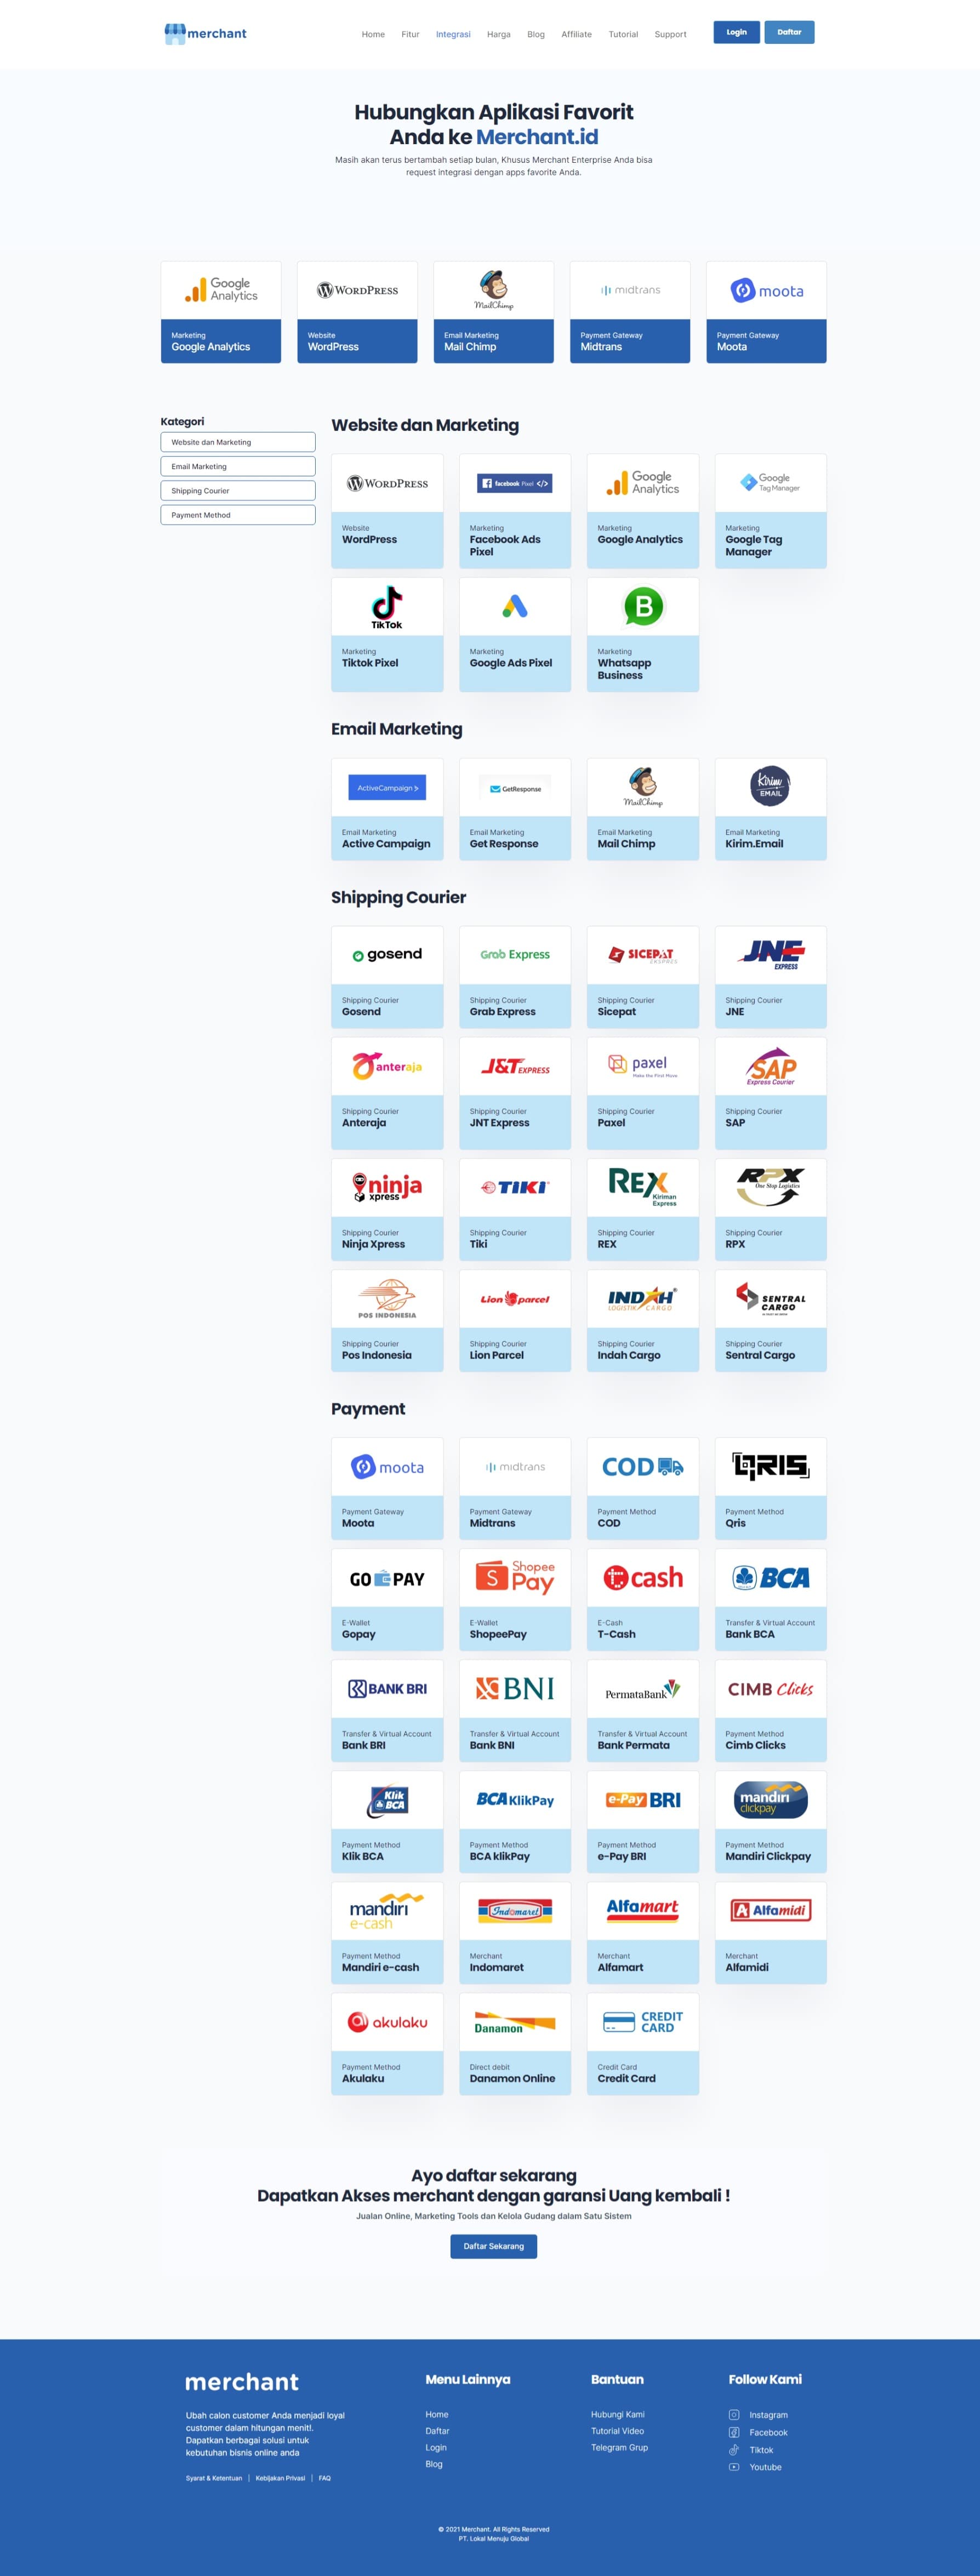 merchant
Home Fitur Integrasi Harga Blog Affiliate Tutorial Support Login Daftar
Hubungkan Aplikasi Favorit
Anda ke Merchant.id
Masih akan terus bertambah setiap bulan, Khusus Merchant Enterprise Anda bisa
request integrasi dengan apps favorite Anda.
Google
Analytics
WORDPRESS
MailChimp
midtrans
moota
Marketing
Google Analytics
Website
WordPress
Email Marketing
Mail Chimp
Payment Gateway
Midtrans
Payment Gateway
Moota
Kategori
Website dan Marketing
Email Marketing
Shipping Courier
Payment Method
Website dan Marketing
WORDPRESS
facebook Pixel </>
Google
Analytics
Google
Tag Manager
Website
WordPress
Marketing
Facebook Ads
Pixel
Marketing
Google Analytics
Marketing
Google Tag
Manager
TikTok
B
Marketing
Tiktok Pixel
Marketing
Google Ads Pixel
Marketing
Whatsapp
Business
Email Marketing
ActiveCampaign >
GetResponse
MailChimp
Kirim
EMAIL
Email Marketing
Active Campaign
Email Marketing
Get Response
Email Marketing
Mail Chimp
Email Marketing
Kirim.Email
Shipping Courier
gosend
Grab Express
SICEPAT
EKSPRES
JNE
EXPRESS
Shipping Courier
Gosend
Shipping Courier
Grab Express
Shipping Courier
Sicepat
Shipping Courier
JNE
anteraja
J&T EXPRESS
paxel
Make the First Move
SAP
Express Courier
Shipping Courier
Anteraja
Shipping Courier
JNT Express
Shipping Courier
Paxel
Shipping Courier
SAP
ninja
xpress
TIKI
REX
Kiriman
Express
RPX
One Stop Logistics
Shipping Courier
Ninja Xpress
Shipping Courier
Tiki
Shipping Courier
REX
Shipping Courier
RPX
POS INDONESIA
Lion parcel
INDAH®
LOGISTIK CARGO
SENTRAL
CARGO
Shipping Courier
Pos Indonesia
Shipping Courier
Lion Parcel
Shipping Courier
Indah Cargo
Shipping Courier
Sentral Cargo
Payment
moota
midtrans
COD
QRIS
Payment Gateway
Moota
Payment Gateway
Midtrans
Payment Method
COD
Payment Method
Qris
GO PAY
S Shopee
Pay
t cash
BCA
E-Wallet
Gopay
E-Wallet
ShopeePay
E-Cash
T-Cash
Transfer & Virtual Account
Bank BCA
BANK BRI
BNI
PermataBank
CIMB Clicks
Transfer & Virtual Account
Bank BRI
Transfer & Virtual Account
Bank BNI
Transfer & Virtual Account
Bank Permata
Payment Method
Cimb Clicks
Klik
BCA
BCA KlikPay
e-Pay BRI
mandiri
clickpay
Payment Method
Klik BCA
Payment Method
BCA klikPay
Payment Method
e-Pay BRI
Payment Method
Mandiri Clickpay
mandiri
e-cash
Indomaret
Alfamart
A Alfamidi
Payment Method
Mandiri e-cash
Merchant
Indomaret
Merchant
Alfamart
Merchant
Alfamidi
akulaku
Danamon
CREDIT
CARD
Payment Method
Akulaku
Direct debit
Danamon Online
Credit Card
Credit Card
Ayo daftar sekarang
Dapatkan Akses merchant dengan garansi Uang kembali !
Jualan Online, Marketing Tools dan Kelola Gudang dalam Satu Sistem
Daftar Sekarang
merchant
Ubah calon customer Anda menjadi loyal
customer dalam hitungan menit!.
Dapatkan berbagai solusi untuk
kebutuhan bisnis online anda
Syarat & Ketentuan | Kebijakan Privasi | FAQ
Menu Lainnya
Home
Daftar
Login
Blog
Bantuan
Hubungi Kami
Tutorial Video
Telegram Grup
Follow Kami
Instagram
Facebook
Tiktok
Youtube
© 2021 Merchant. All Rights Reserved
PT. Lokal Menuju Global